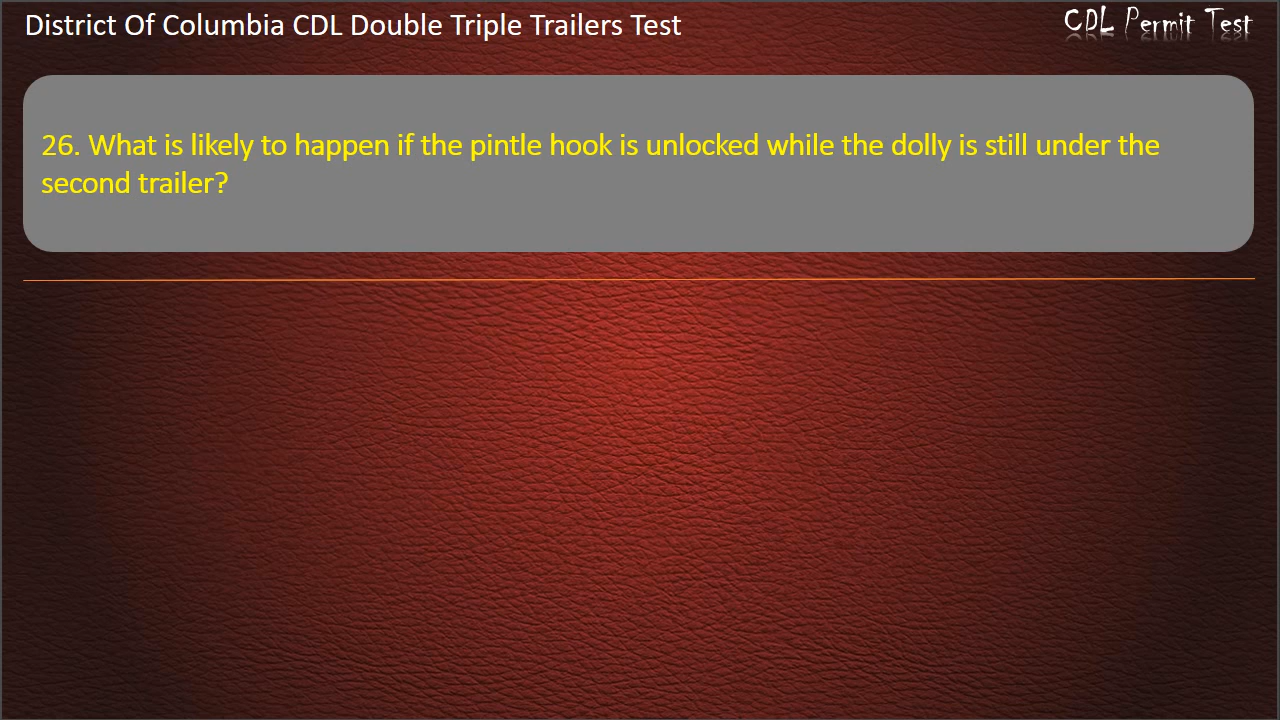 District Of Columbia CDL Double Triple Trailers Test
CDL Permit Test
26. What is likely to happen if the pintle hook is unlocked while the dolly is still under the
second trailer?